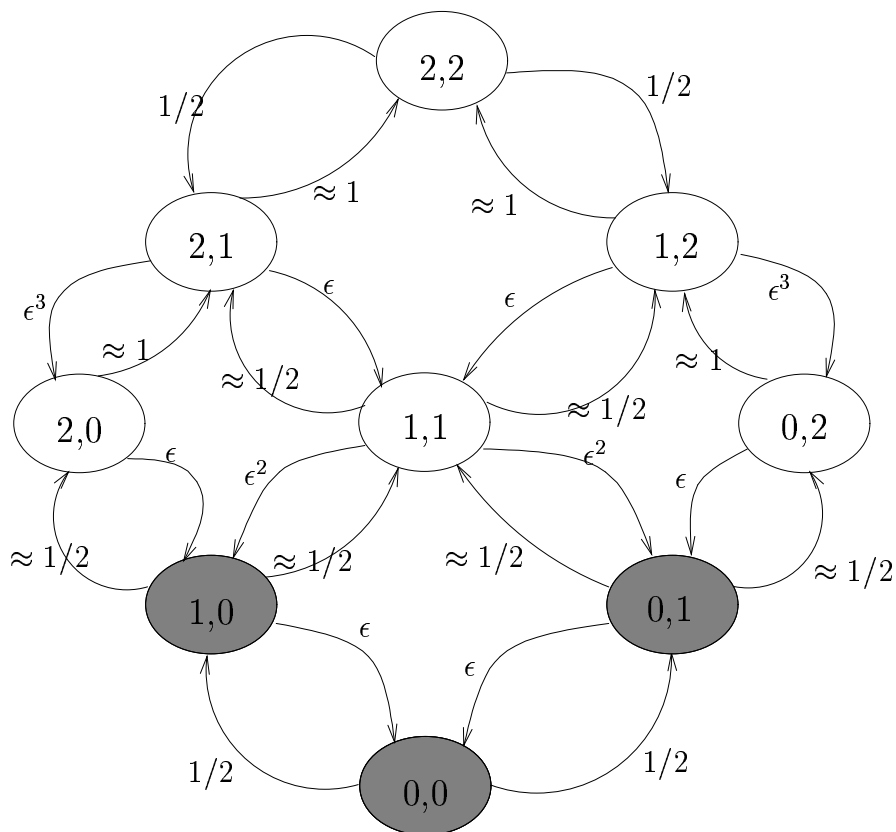 2,2
1/2
1/2
≈ 1
≈ 1
2,1
1,2
ϵ³
ϵ
ϵ
ϵ³
≈ 1
≈ 1/2
≈ 1/2
≈ 1
2,0
1,1
0,2
ϵ
ϵ²
ϵ²
ϵ
≈ 1/2
≈ 1/2
≈ 1/2
≈ 1/2
1,0
0,1
ϵ
ϵ
1/2
1/2
0,0